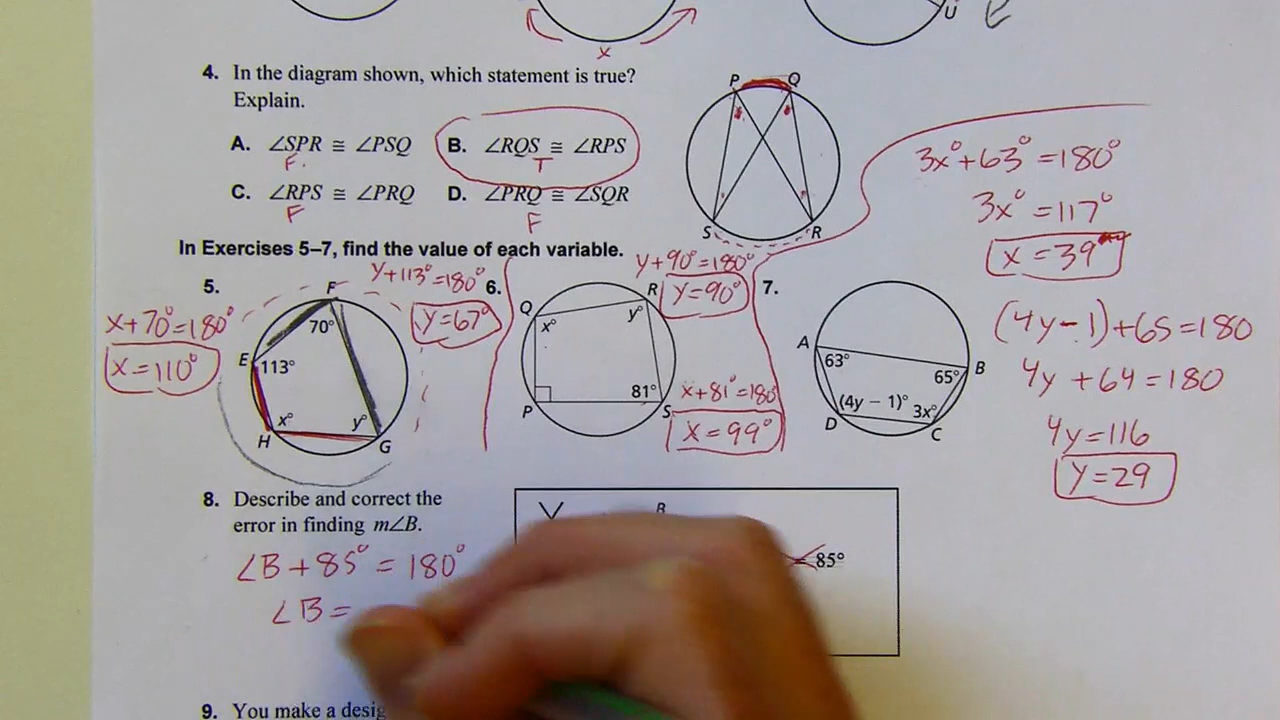 U
x
4. In the diagram shown, which statement is true?
Explain.
A. ∠SPR ≅ ∠PSQ
F.
B. ∠RQS ≅ ∠RPS
T
C. ∠RPS ≅ ∠PRQ
F
D. ∠PRQ ≅ ∠SQR
F
P Q
S R
3x°+63°=180°
3x°=117°
x=39°
In Exercises 5–7, find the value of each variable.
5.
y+113°=180°
y=67°
x+70°=180°
x=110°
F
70°
E 113°
x° y°
H G
6.
y+90°=180°
y=90°
Q R
x° y°
81°
P S
x+81°=180
x=99°
7.
A
63°
B
65°
(4y − 1)° 3x°
D C
(4y-1)+65=180
4y+64=180
4y=116
y=29
8. Describe and correct the
error in finding m∠B.
∠B+85°=180°
∠B=
B
= 85°
9. You make a desig